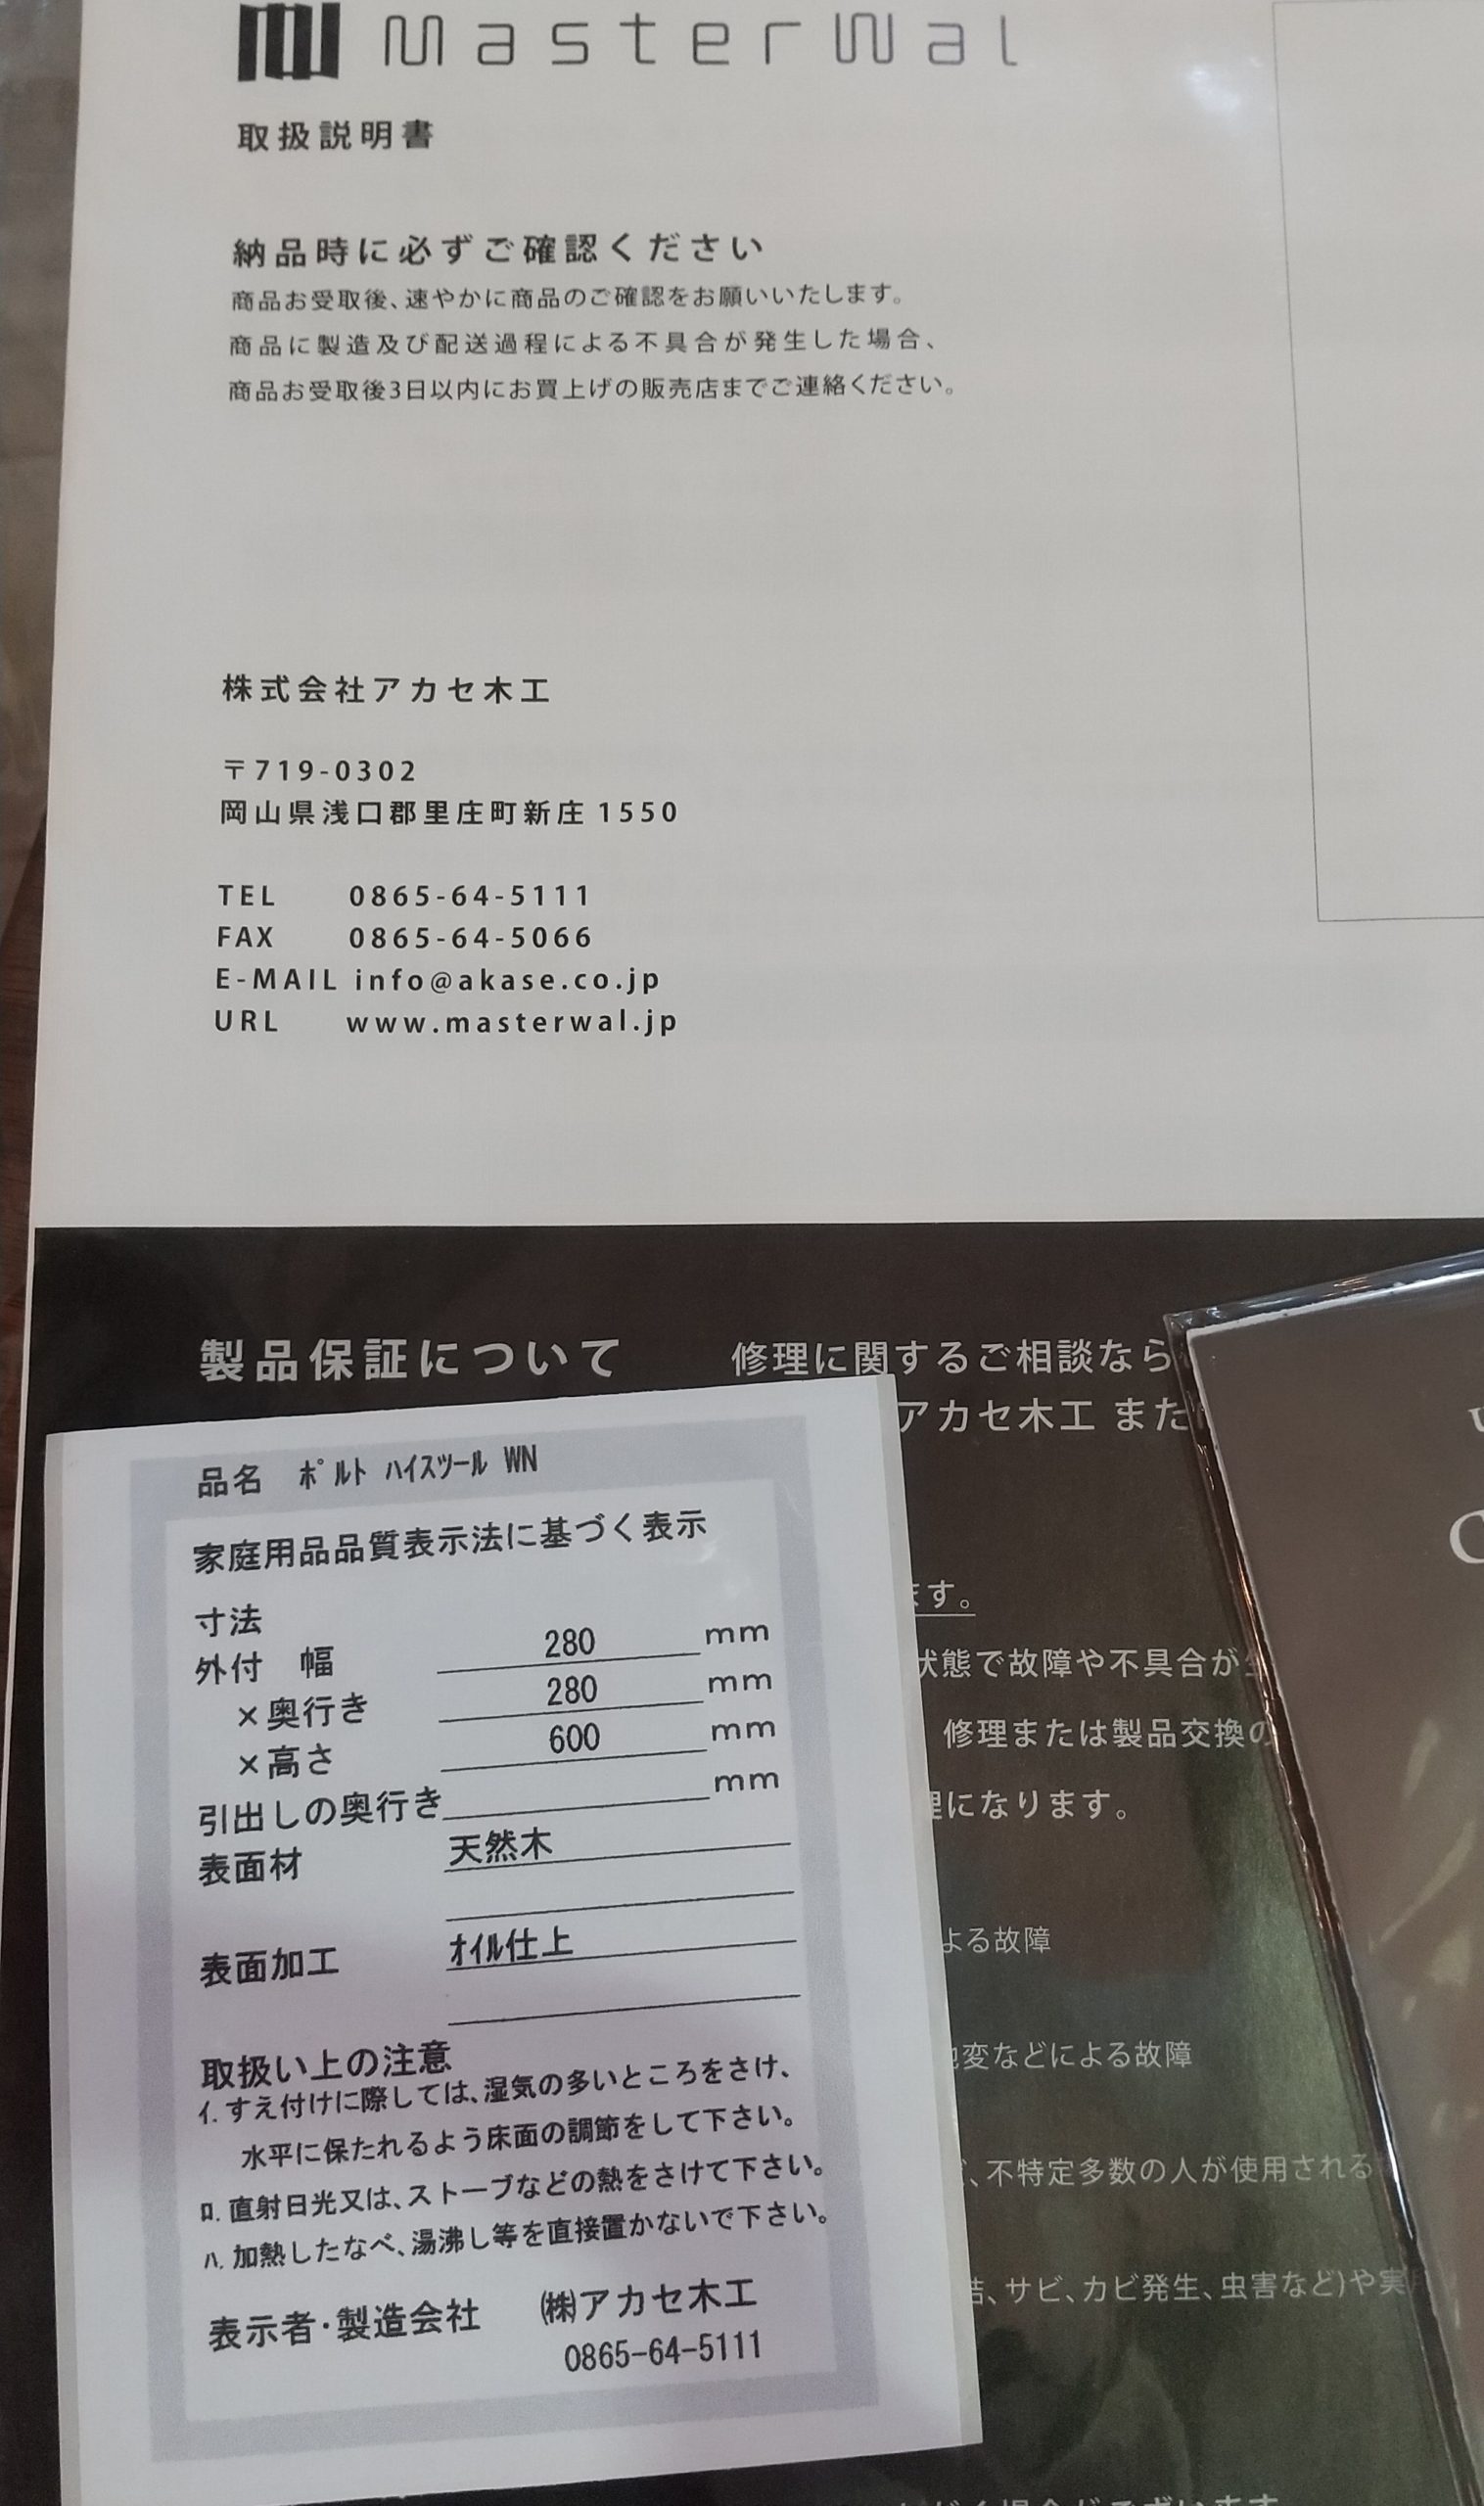 MasterWal
取扱説明書
納品時に必ずご確認ください
商品お受取後、速やかに商品のご確認をお願いいたします。
商品に製造及び配送過程による不具合が発生した場合、
商品お受取後3日以内にお買上げの販売店までご連絡ください。
株式会社アカセ木工
〒719-0302
岡山県浅口郡里庄町新庄 1550
TEL 0865-64-5111
FAX 0865-64-5066
E-MAIL info@akase.co.jp
URL www.masterwal.jp
製品保証について 修理に関するご相談なら
アカセ木工 また
ます。
状態で故障や不具合が
修理または製品交換の
理になります。
よる故障
変などによる故障
、不特定多数の人が使用される
、サビ、カビ発生、虫害など)や実
品名 ﾎﾟﾙﾄ ﾊｲｽﾂｰﾙ WN
家庭用品品質表示法に基づく表示
寸法
外付 幅 280 mm
×奥行き 280 mm
×高さ 600 mm
引出しの奥行き mm
表面材 天然木
表面加工 ｵｲﾙ仕上
取扱い上の注意
ｲ. すえ付けに際しては、湿気の多いところをさけ、
水平に保たれるよう床面の調節をして下さい。
ﾛ. 直射日光又は、ストーブなどの熱をさけて下さい。
ﾊ. 加熱したなべ、湯沸し等を直接置かないで下さい。
表示者・製造会社 ㈱アカセ木工
0865-64-5111